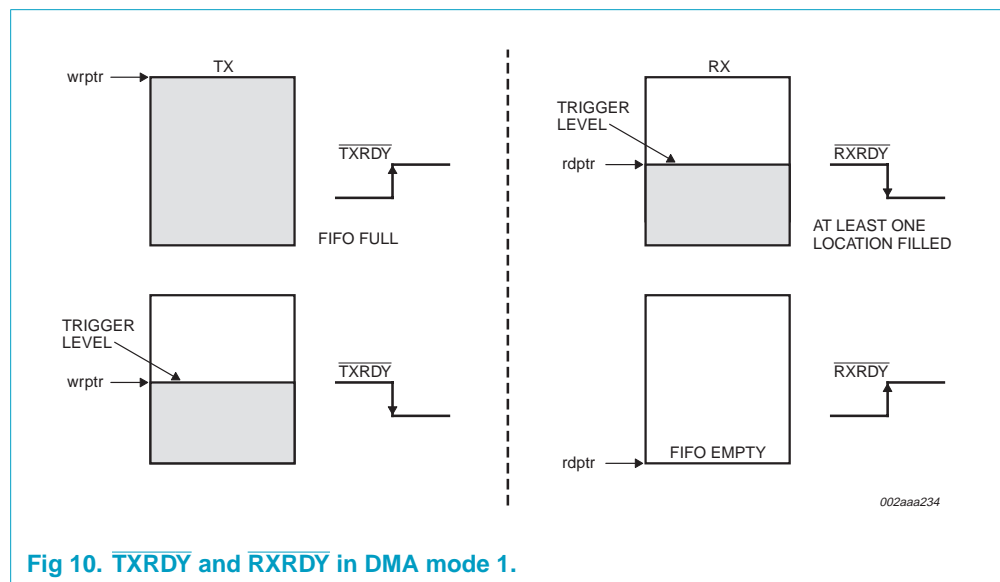 TX
wrptr
TXRDY
FIFO FULL
TRIGGER
LEVEL
wrptr
TXRDY
RX
TRIGGER
LEVEL
rdptr
RXRDY
AT LEAST ONE
LOCATION FILLED
RXRDY
FIFO EMPTY
rdptr
002aaa234
Fig 10. TXRDY and RXRDY in DMA mode 1.